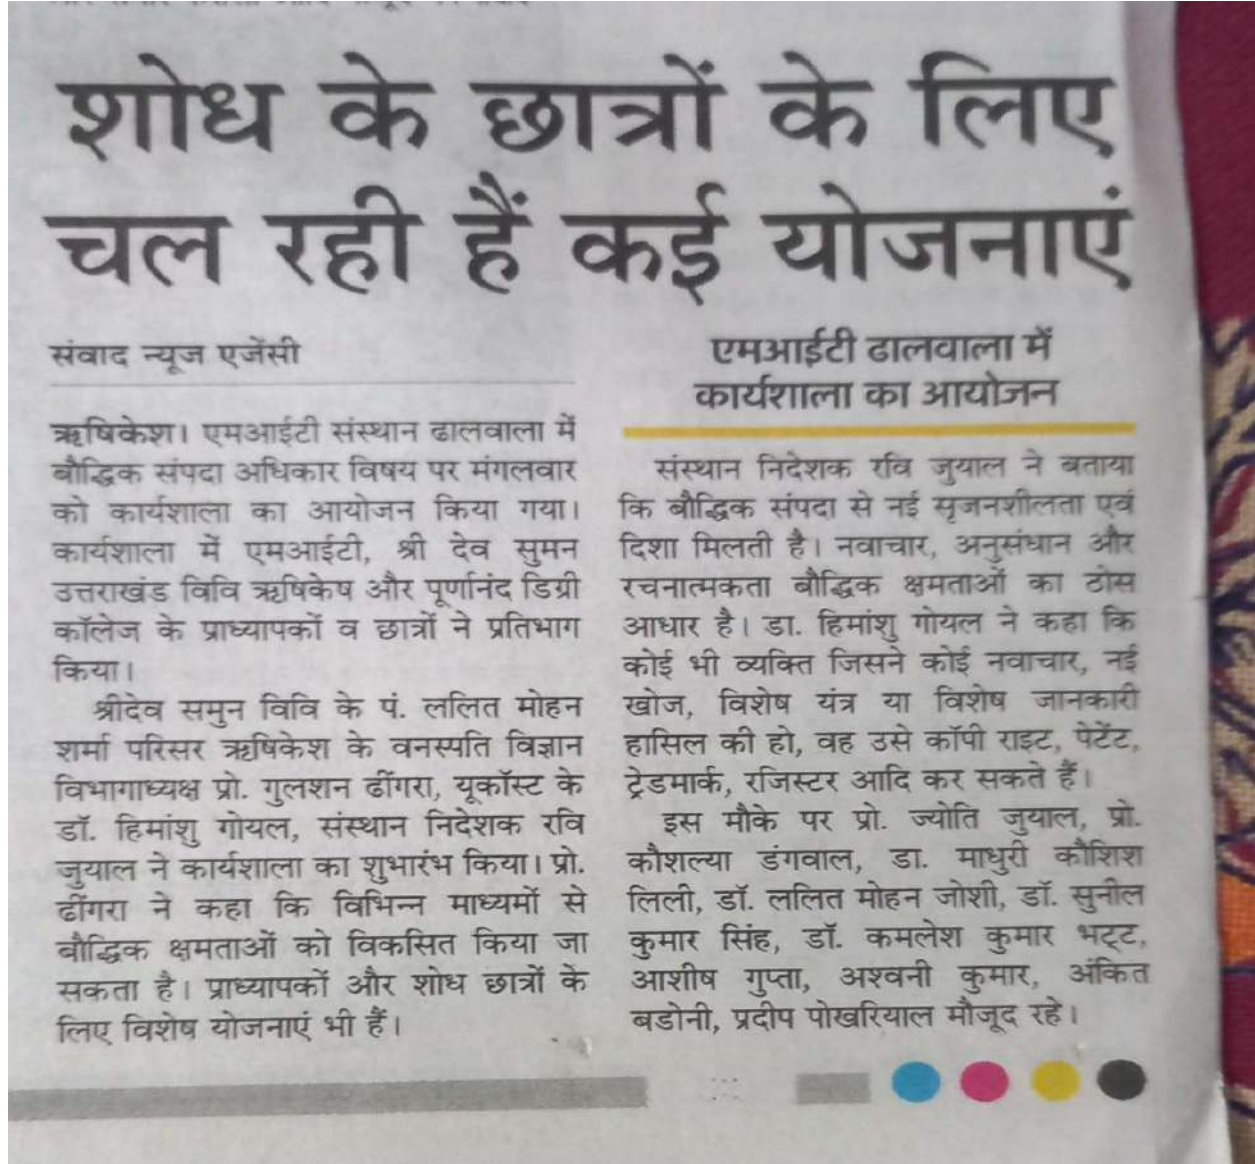 शोध के छात्रों के लिए
चल रही हैं कई योजनाएं
संवाद न्यूज एजेंसी
ऋषिकेश। एमआईटी संस्थान ढालवाला में
बौद्धिक संपदा अधिकार विषय पर मंगलवार
को कार्यशाला का आयोजन किया गया।
कार्यशाला में एमआईटी, श्री देव सुमन
उत्तराखंड विवि ऋषिकेष और पूर्णानंद डिग्री
कॉलेज के प्राध्यापकों व छात्रों ने प्रतिभाग
किया।
श्रीदेव समुन विवि के पं. ललित मोहन
शर्मा परिसर ऋषिकेश के वनस्पति विज्ञान
विभागाध्यक्ष प्रो. गुलशन ढींगरा, यूकॉस्ट के
डॉ. हिमांशु गोयल, संस्थान निदेशक रवि
जुयाल ने कार्यशाला का शुभारंभ किया। प्रो.
ढींगरा ने कहा कि विभिन्न माध्यमों से
बौद्धिक क्षमताओं को विकसित किया जा
सकता है। प्राध्यापकों और शोध छात्रों के
लिए विशेष योजनाएं भी हैं।
एमआईटी ढालवाला में
कार्यशाला का आयोजन
संस्थान निदेशक रवि जुयाल ने बताया
कि बौद्धिक संपदा से नई सृजनशीलता एवं
दिशा मिलती है। नवाचार, अनुसंधान और
रचनात्मकता बौद्धिक क्षमताओं का ठोस
आधार है। डा. हिमांशु गोयल ने कहा कि
कोई भी व्यक्ति जिसने कोई नवाचार, नई
खोज, विशेष यंत्र या विशेष जानकारी
हासिल की हो, वह उसे कॉपी राइट, पेटेंट,
ट्रेडमार्क, रजिस्टर आदि कर सकते हैं।
इस मौके पर प्रो. ज्योति जुयाल, प्रो.
कौशल्या डंगवाल, डा. माधुरी कौशिश
लिली, डॉ. ललित मोहन जोशी, डॉ. सुनील
कुमार सिंह, डॉ. कमलेश कुमार भट्ट,
आशीष गुप्ता, अश्वनी कुमार, अंकित
बडोनी, प्रदीप पोखरियाल मौजूद रहे।